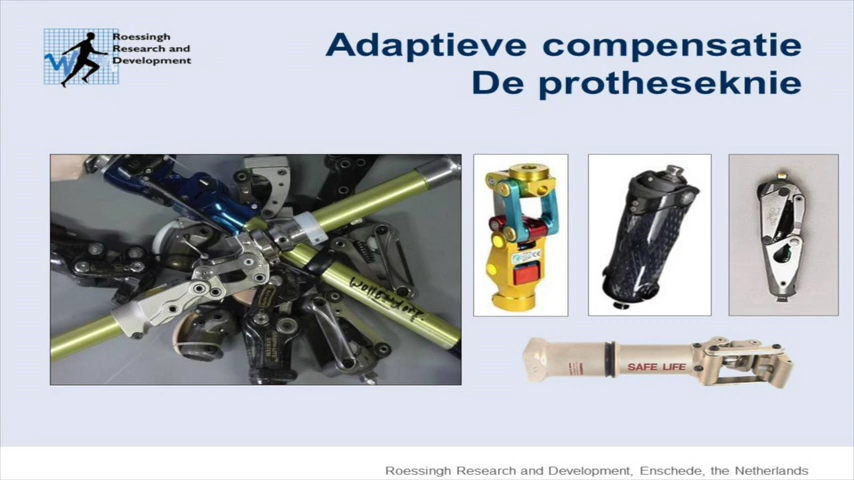 Roessingh
Research and
Development
Adaptieve compensatie
De protheseknie
SAFE LIFE
Roessingh Research and Development, Enschede, the Netherlands